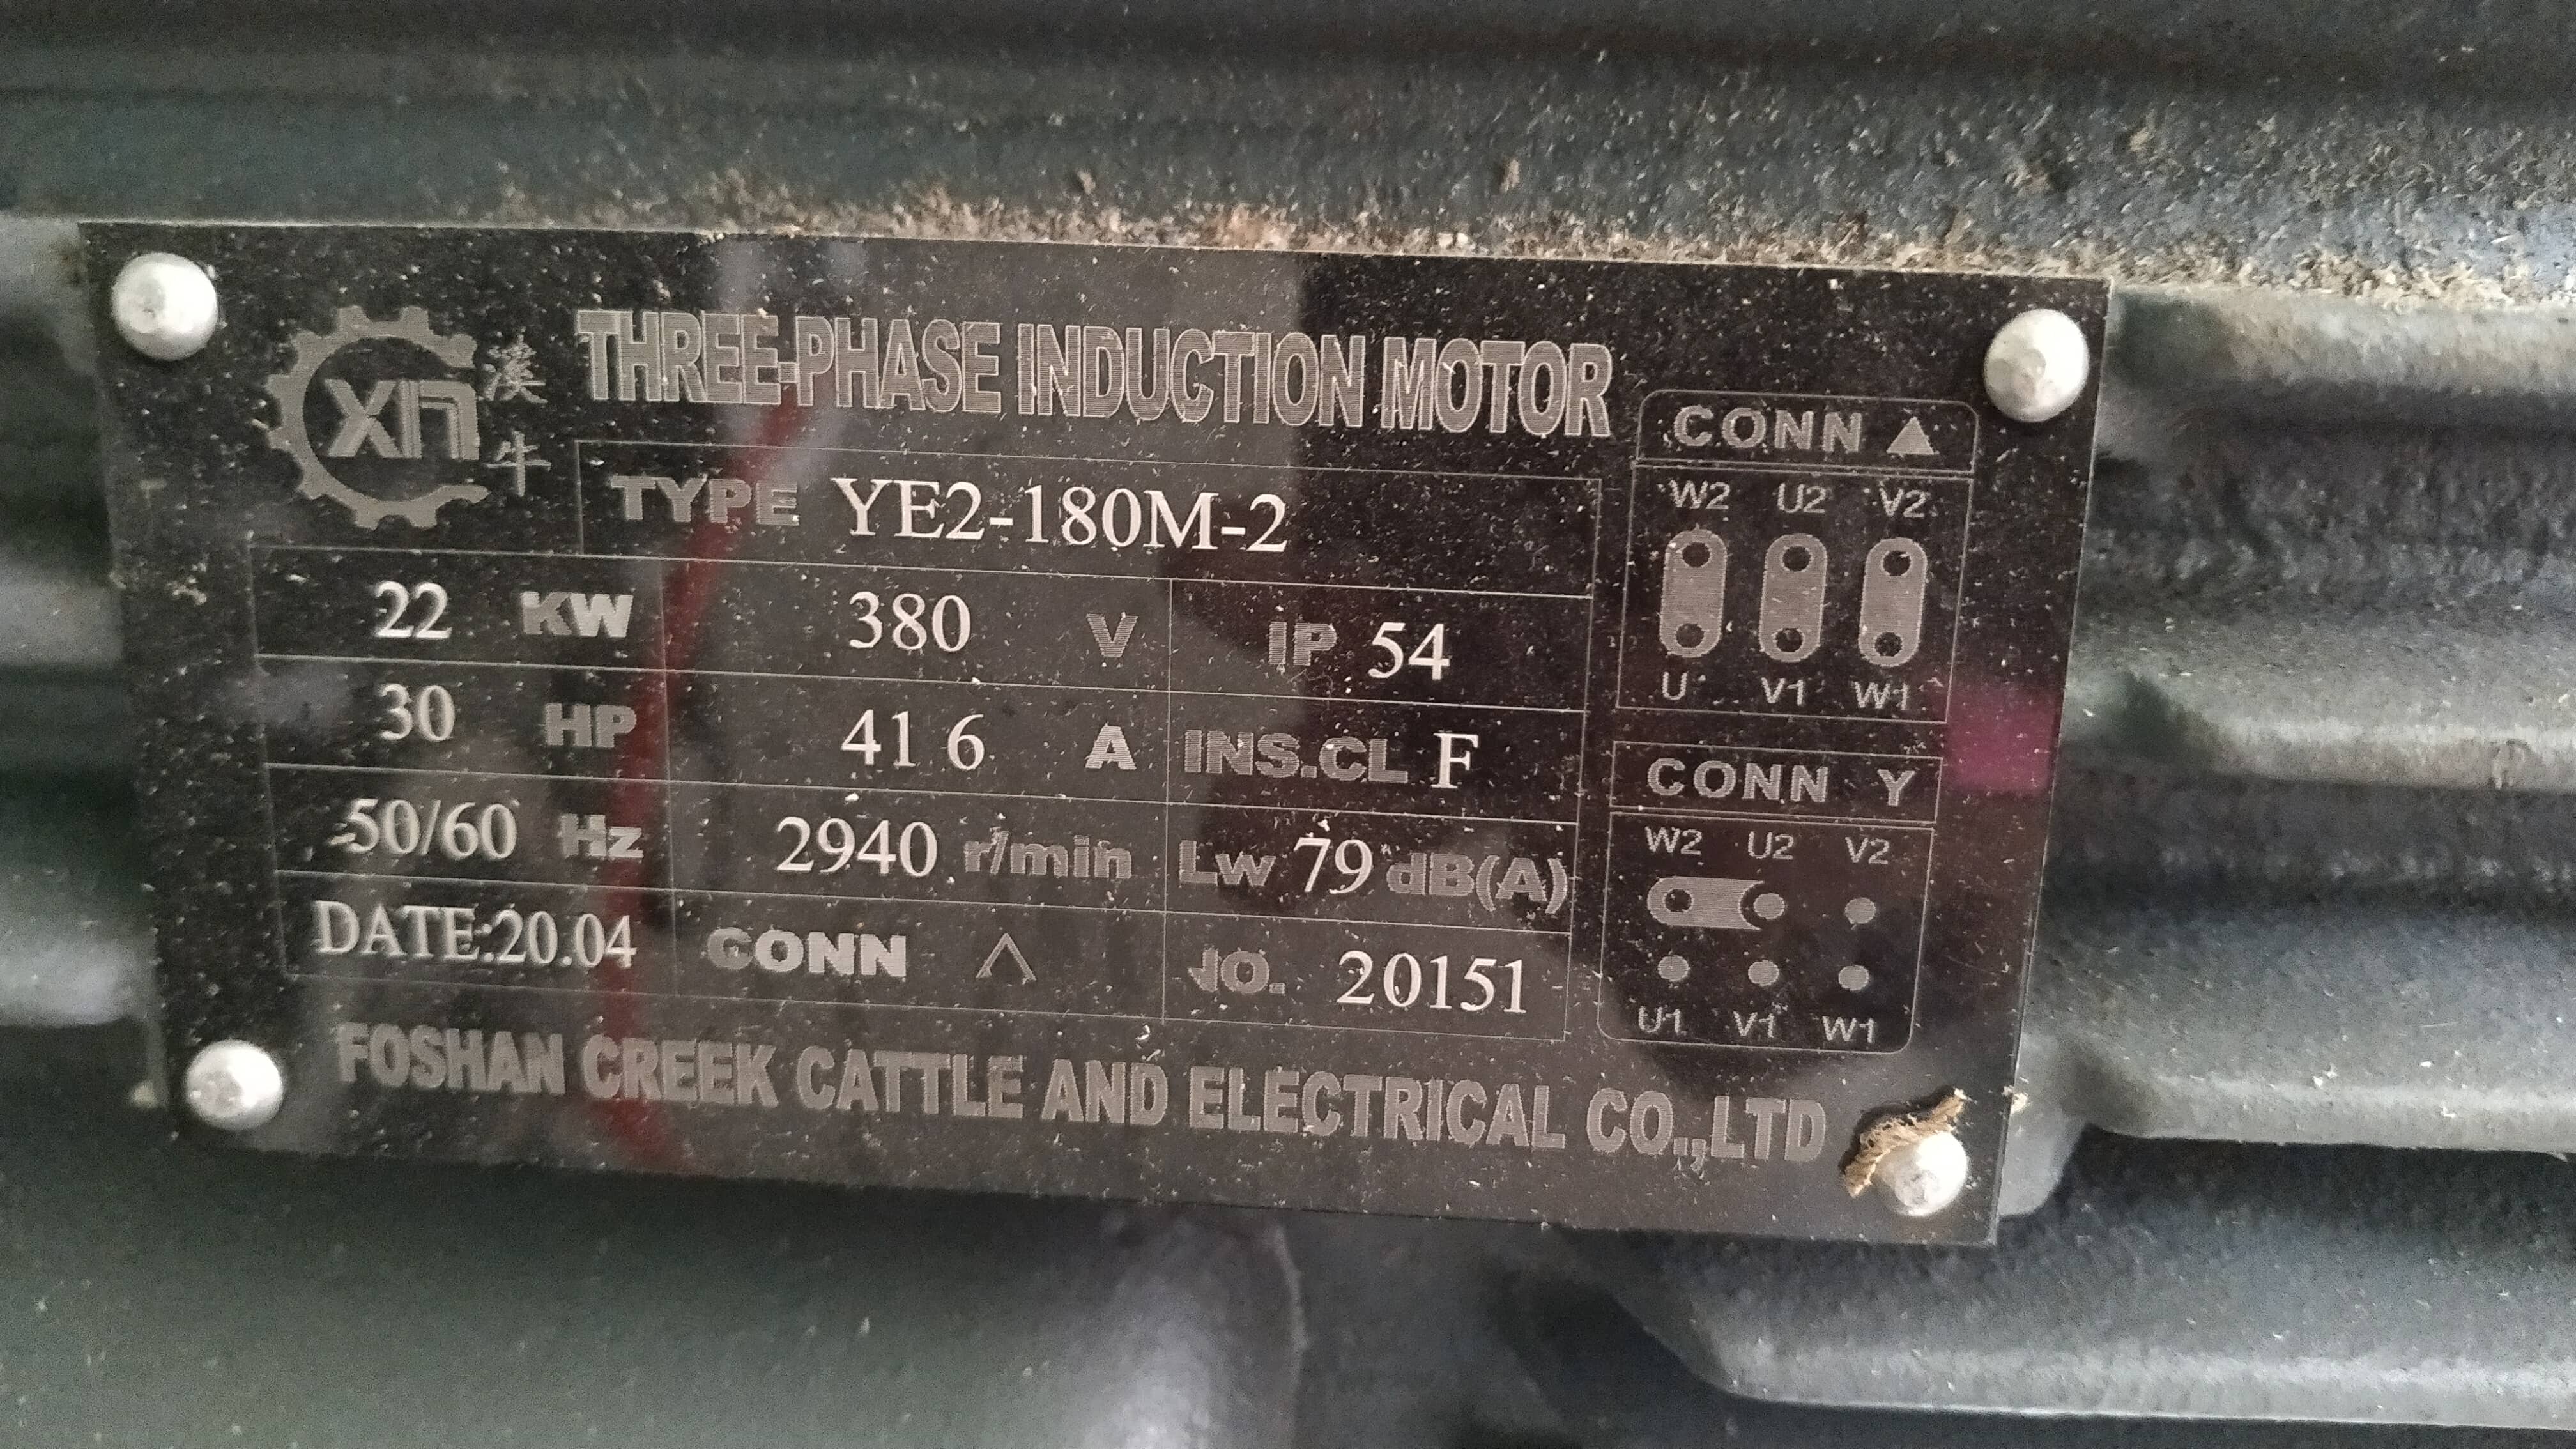 XN 溪牛
THREE-PHASE INDUCTION MOTOR
TYPE YE2-180M-2
22 KW 380 V IP 54
30 HP 41 6 A INS.CL F
50/60 Hz 2940 r/min Lw 79 dB(A)
DATE:20.04 CONN △ NO. 20151
FOSHAN CREEK CATTLE AND ELECTRICAL CO.,LTD
CONN ▲
W2 U2 V2
U V1 W1
CONN Y
W2 U2 V2
U1 V1 W1